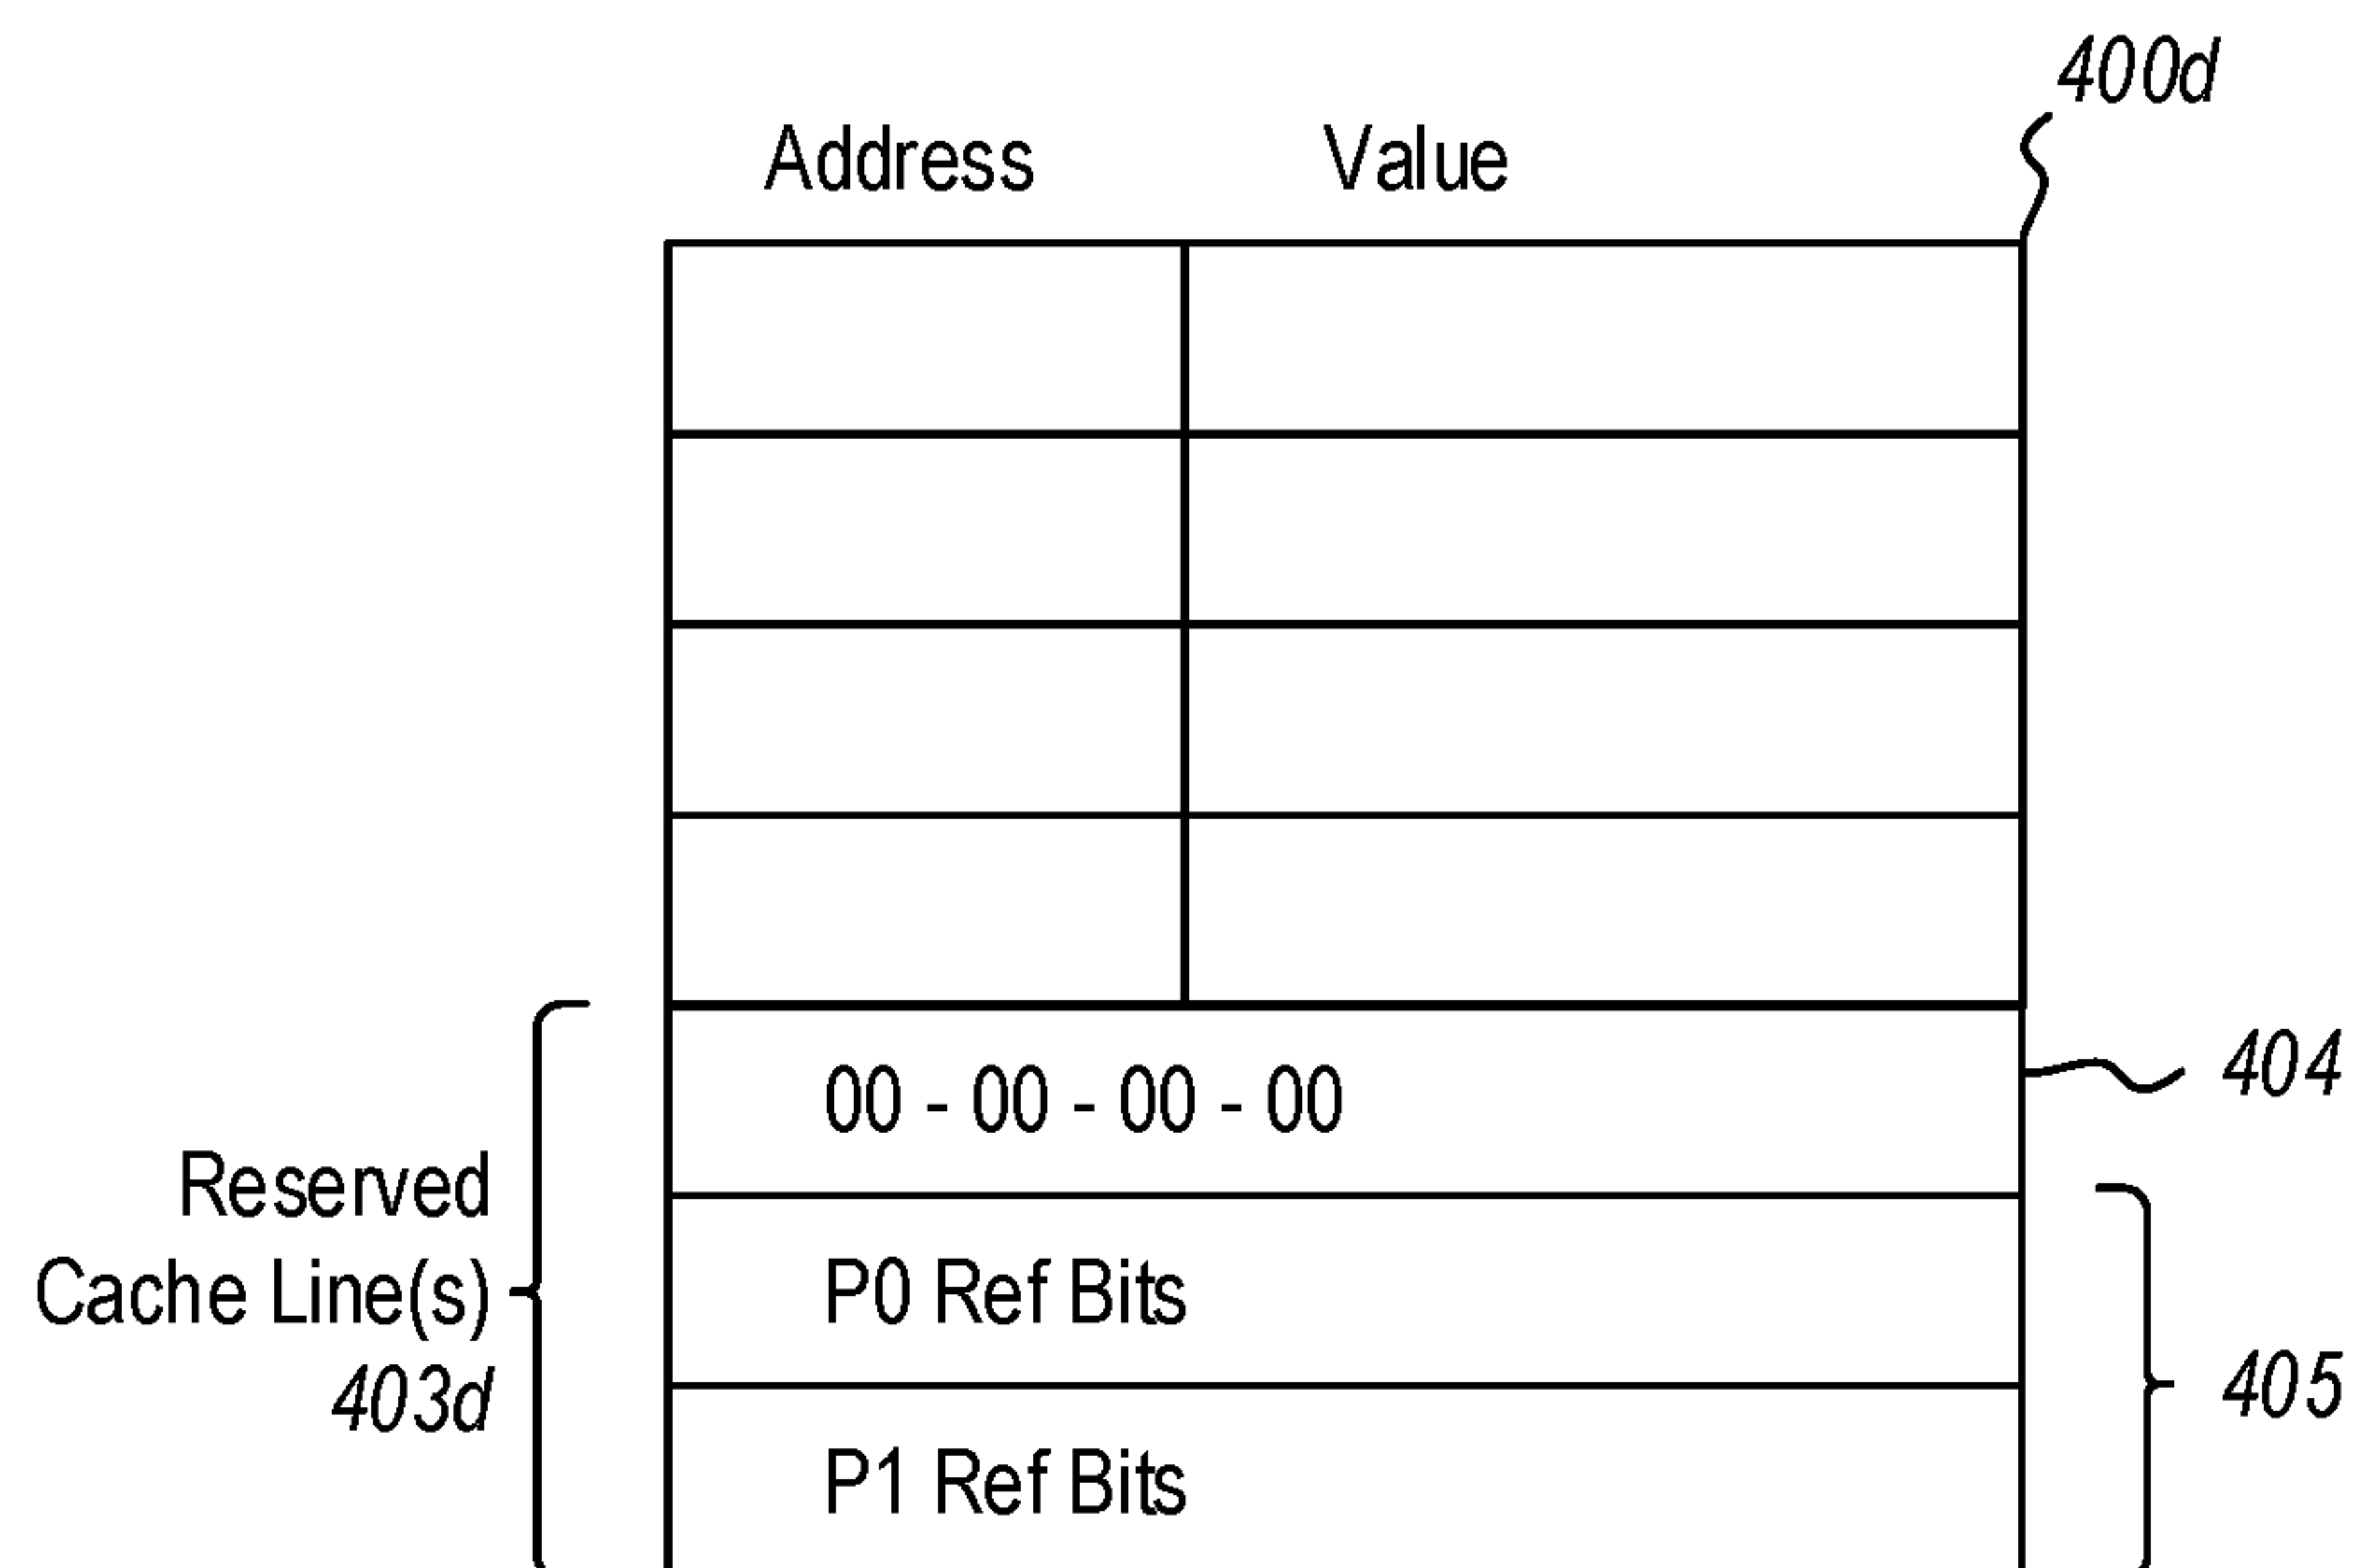 400d
Address Value
00 - 00 - 00 - 00
404
Reserved
Cache Line(s)
403d
P0 Ref Bits
405
P1 Ref Bits